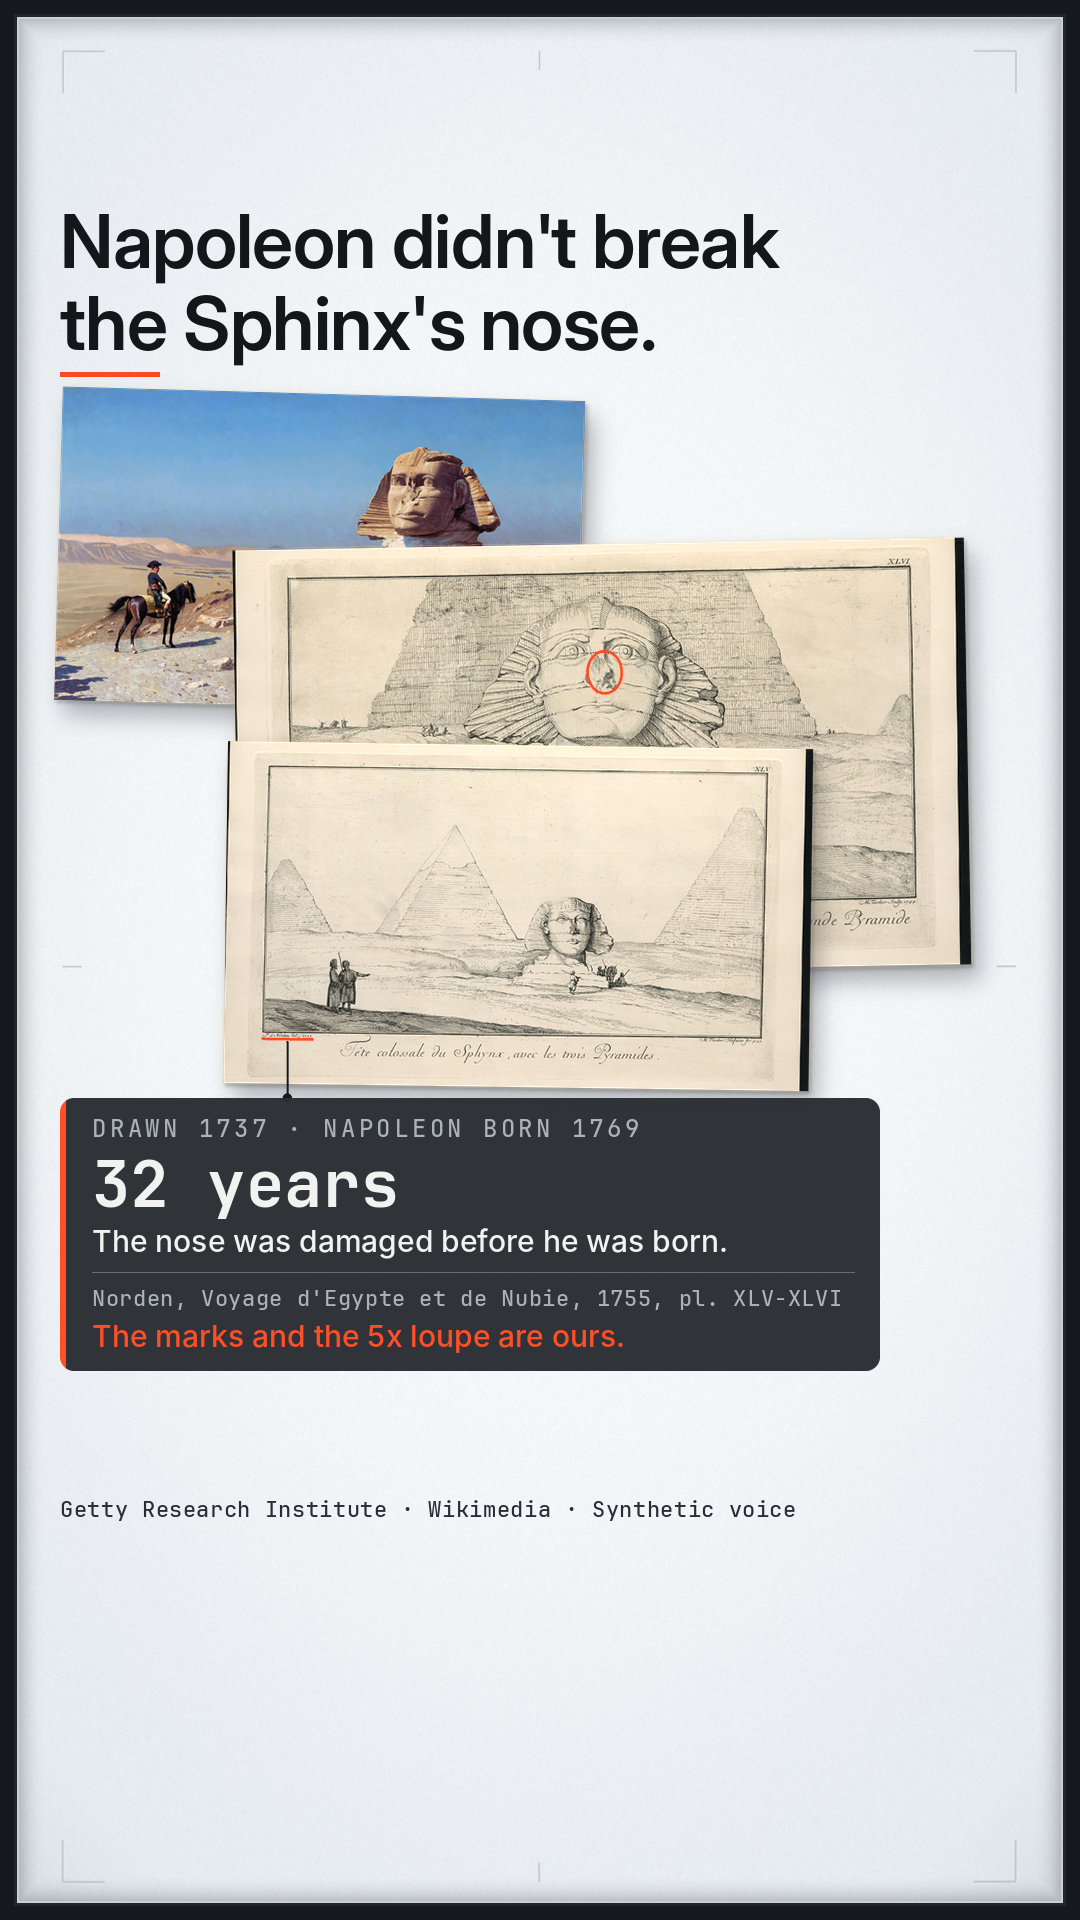 Napoleon didn't break
the Sphinx's nose.
XLVI
nde Pyramide
XLV
Tête colossale du Sphynx, avec les trois Pyramides.
DRAWN 1737 · NAPOLEON BORN 1769
32 years
The nose was damaged before he was born.
Norden, Voyage d'Egypte et de Nubie, 1755, pl. XLV-XLVI
The marks and the 5x loupe are ours.
Getty Research Institute · Wikimedia · Synthetic voice